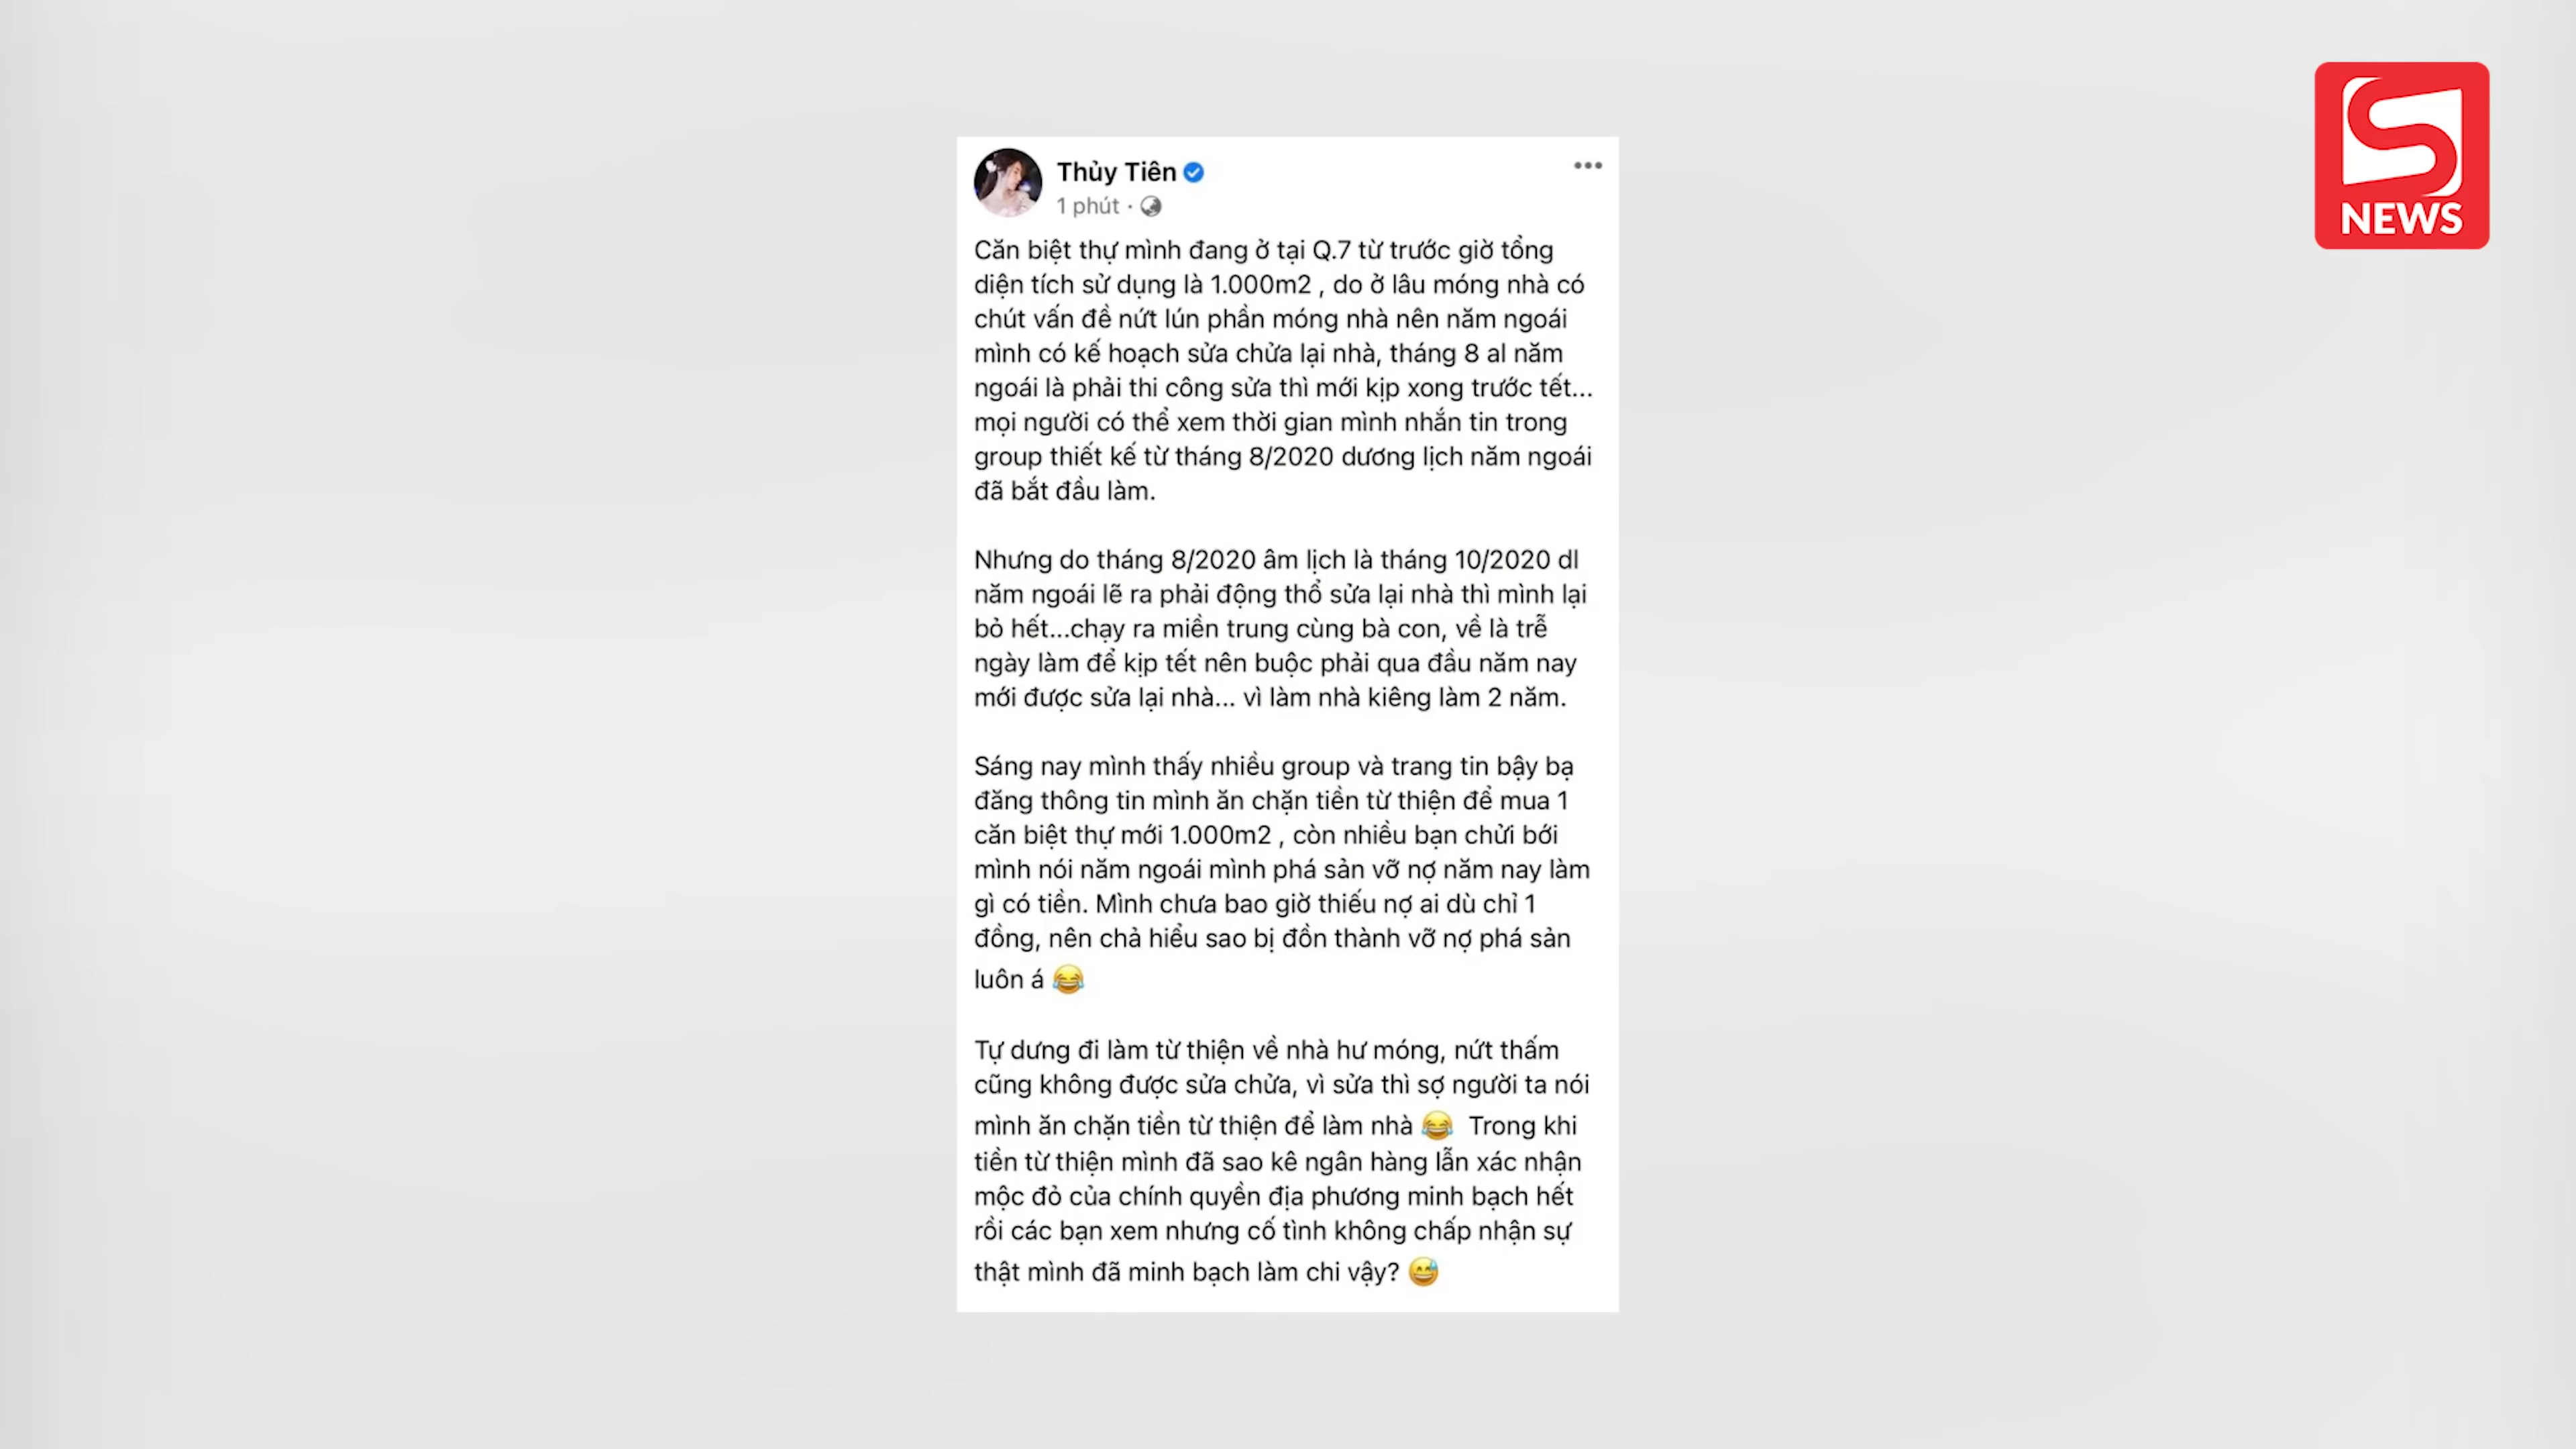 S
NEWS
Thủy Tiên
1 phút ·
Căn biệt thự mình đang ở tại Q.7 từ trước giờ tổng
diện tích sử dụng là 1.000m2 , do ở lâu móng nhà có
chút vấn đề nứt lún phần móng nhà nên năm ngoái
mình có kế hoạch sửa chửa lại nhà, tháng 8 al năm
ngoái là phải thi công sửa thì mới kịp xong trước tết...
mọi người có thể xem thời gian mình nhắn tin trong
group thiết kế từ tháng 8/2020 dương lịch năm ngoái
đã bắt đầu làm.
Nhưng do tháng 8/2020 âm lịch là tháng 10/2020 dl
năm ngoái lẽ ra phải động thổ sửa lại nhà thì mình lại
bỏ hết...chạy ra miền trung cùng bà con, về là trễ
ngày làm để kịp tết nên buộc phải qua đầu năm nay
mới được sửa lại nhà... vì làm nhà kiêng làm 2 năm.
Sáng nay mình thấy nhiều group và trang tin bậy bạ
đăng thông tin mình ăn chặn tiền từ thiện để mua 1
căn biệt thự mới 1.000m2 , còn nhiều bạn chửi bới
mình nói năm ngoái mình phá sản vỡ nợ năm nay làm
gì có tiền. Mình chưa bao giờ thiếu nợ ai dù chỉ 1
đồng, nên chả hiểu sao bị đồn thành vỡ nợ phá sản
luôn á 😂
Tự dưng đi làm từ thiện về nhà hư móng, nứt thấm
cũng không được sửa chữa, vì sửa thì sợ người ta nói
mình ăn chặn tiền từ thiện để làm nhà 😂 Trong khi
tiền từ thiện mình đã sao kê ngân hàng lẫn xác nhận
mộc đỏ của chính quyền địa phương minh bạch hết
rồi các bạn xem nhưng cố tình không chấp nhận sự
thật mình đã minh bạch làm chi vậy? 😅